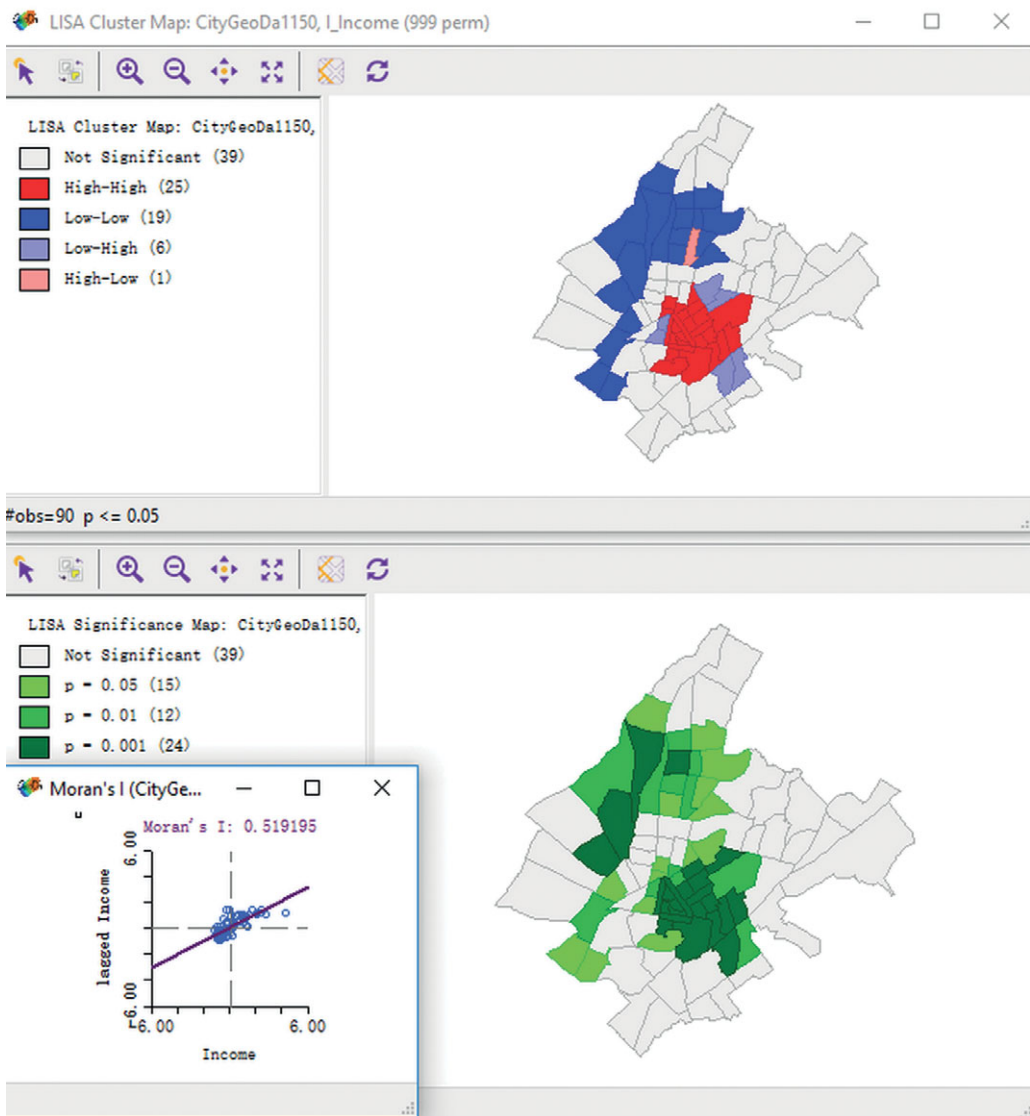 LISA Cluster Map: CityGeoDa1150, I_Income (999 perm)
LISA Cluster Map: CityGeoDa1150,
Not Significant (39)
High-High (25)
Low-Low (19)
Low-High (6)
High-Low (1)
#obs=90 p <= 0.05
LISA Significance Map: CityGeoDa1150,
Not Significant (39)
p = 0.05 (15)
p = 0.01 (12)
p = 0.001 (24)
Moran's I (CityGe...
Moran's I: 0.519195
6.00
lagged Income
-6.00
-6.00
6.00
Income